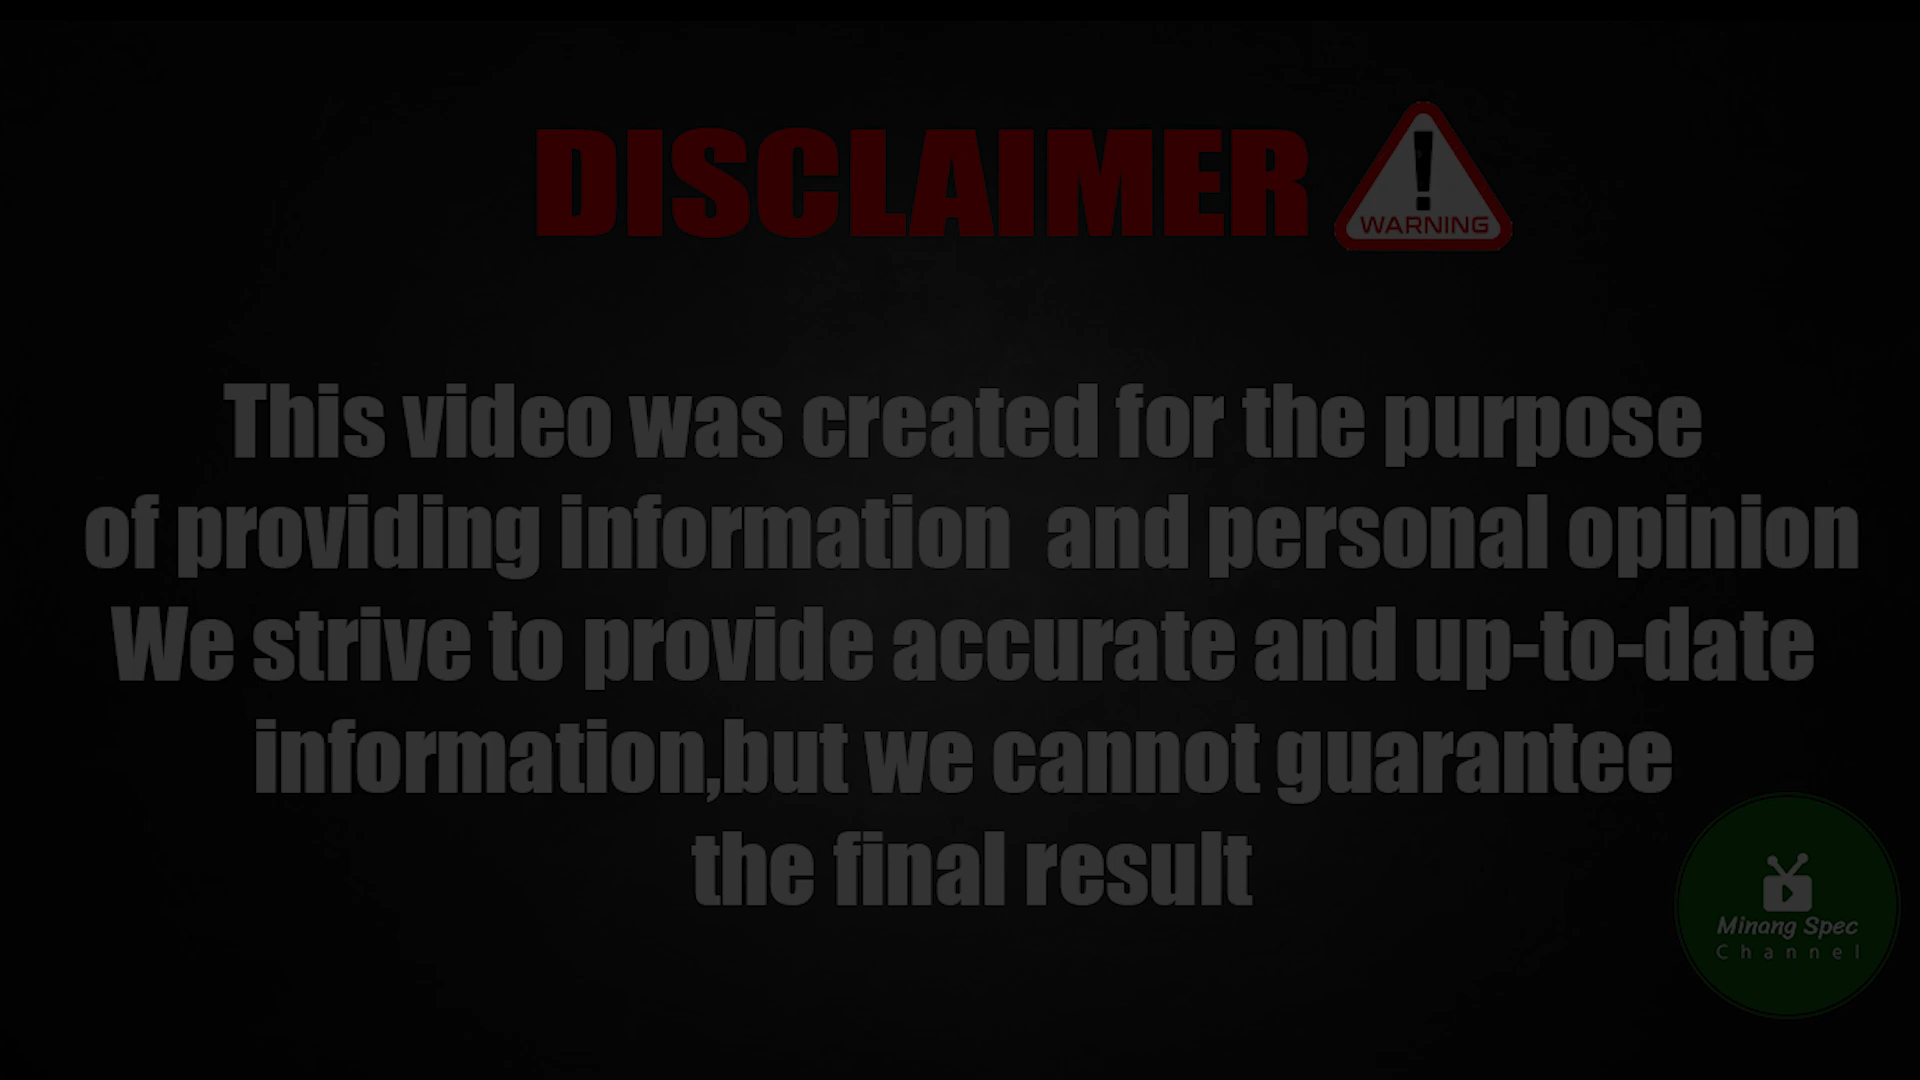 DISCLAIMER
WARNING
This video was created for the purpose
of providing information  and personal opinion
We strive to provide accurate and up-to-date
information,but we cannot guarantee
the final result
Minang Spec
Channel